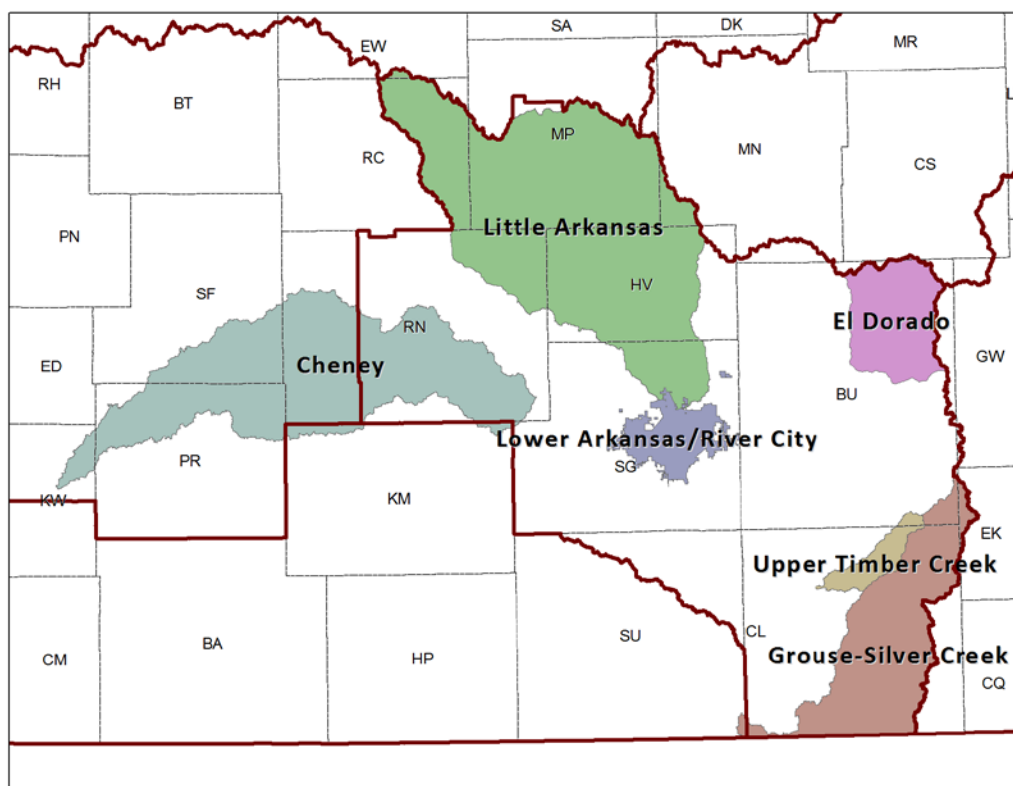 SA
DK
EW
MR
RH
BT
L
MP
MN
RC
CS
PN
Little Arkansas
HV
SF
El Dorado
RN
GW
ED
Cheney
BU
Lower Arkansas/River City
PR
SG
KW
KM
EK
Upper Timber Creek
CL
SU
BA
Grouse-Silver Creek
CM
HP
CQ